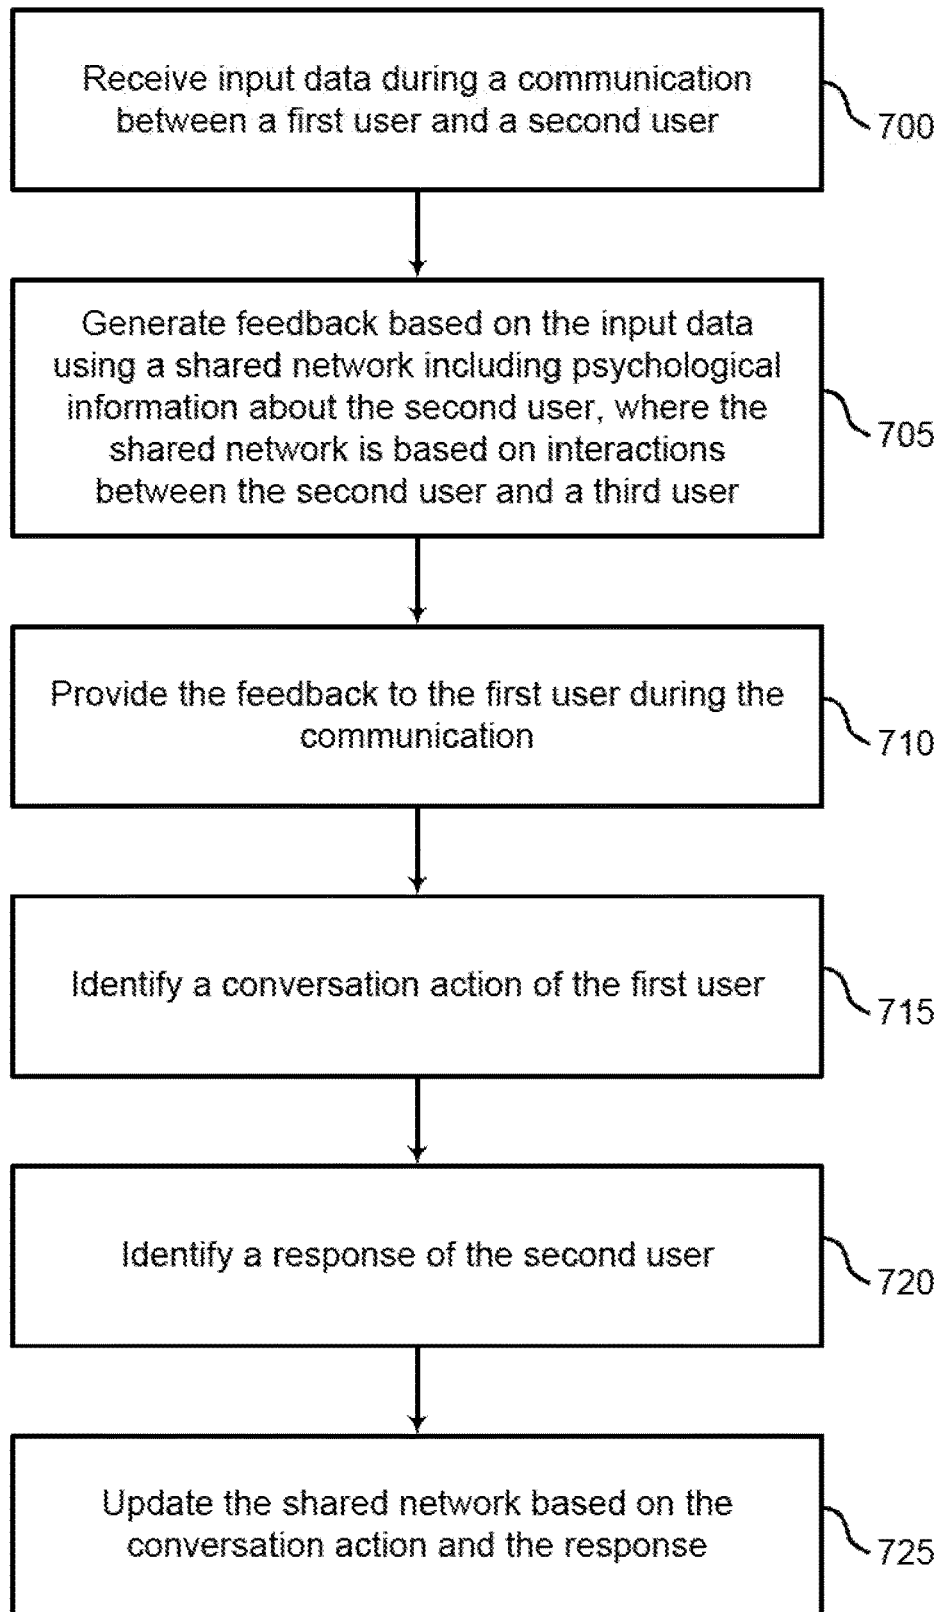 Receive input data during a communication
between a first user and a second user
700
Generate feedback based on the input data
using a shared network including psychological
information about the second user, where the
shared network is based on interactions
between the second user and a third user
705
Provide the feedback to the first user during the
communication
710
Identify a conversation action of the first user
715
Identify a response of the second user
720
Update the shared network based on the
conversation action and the response
725